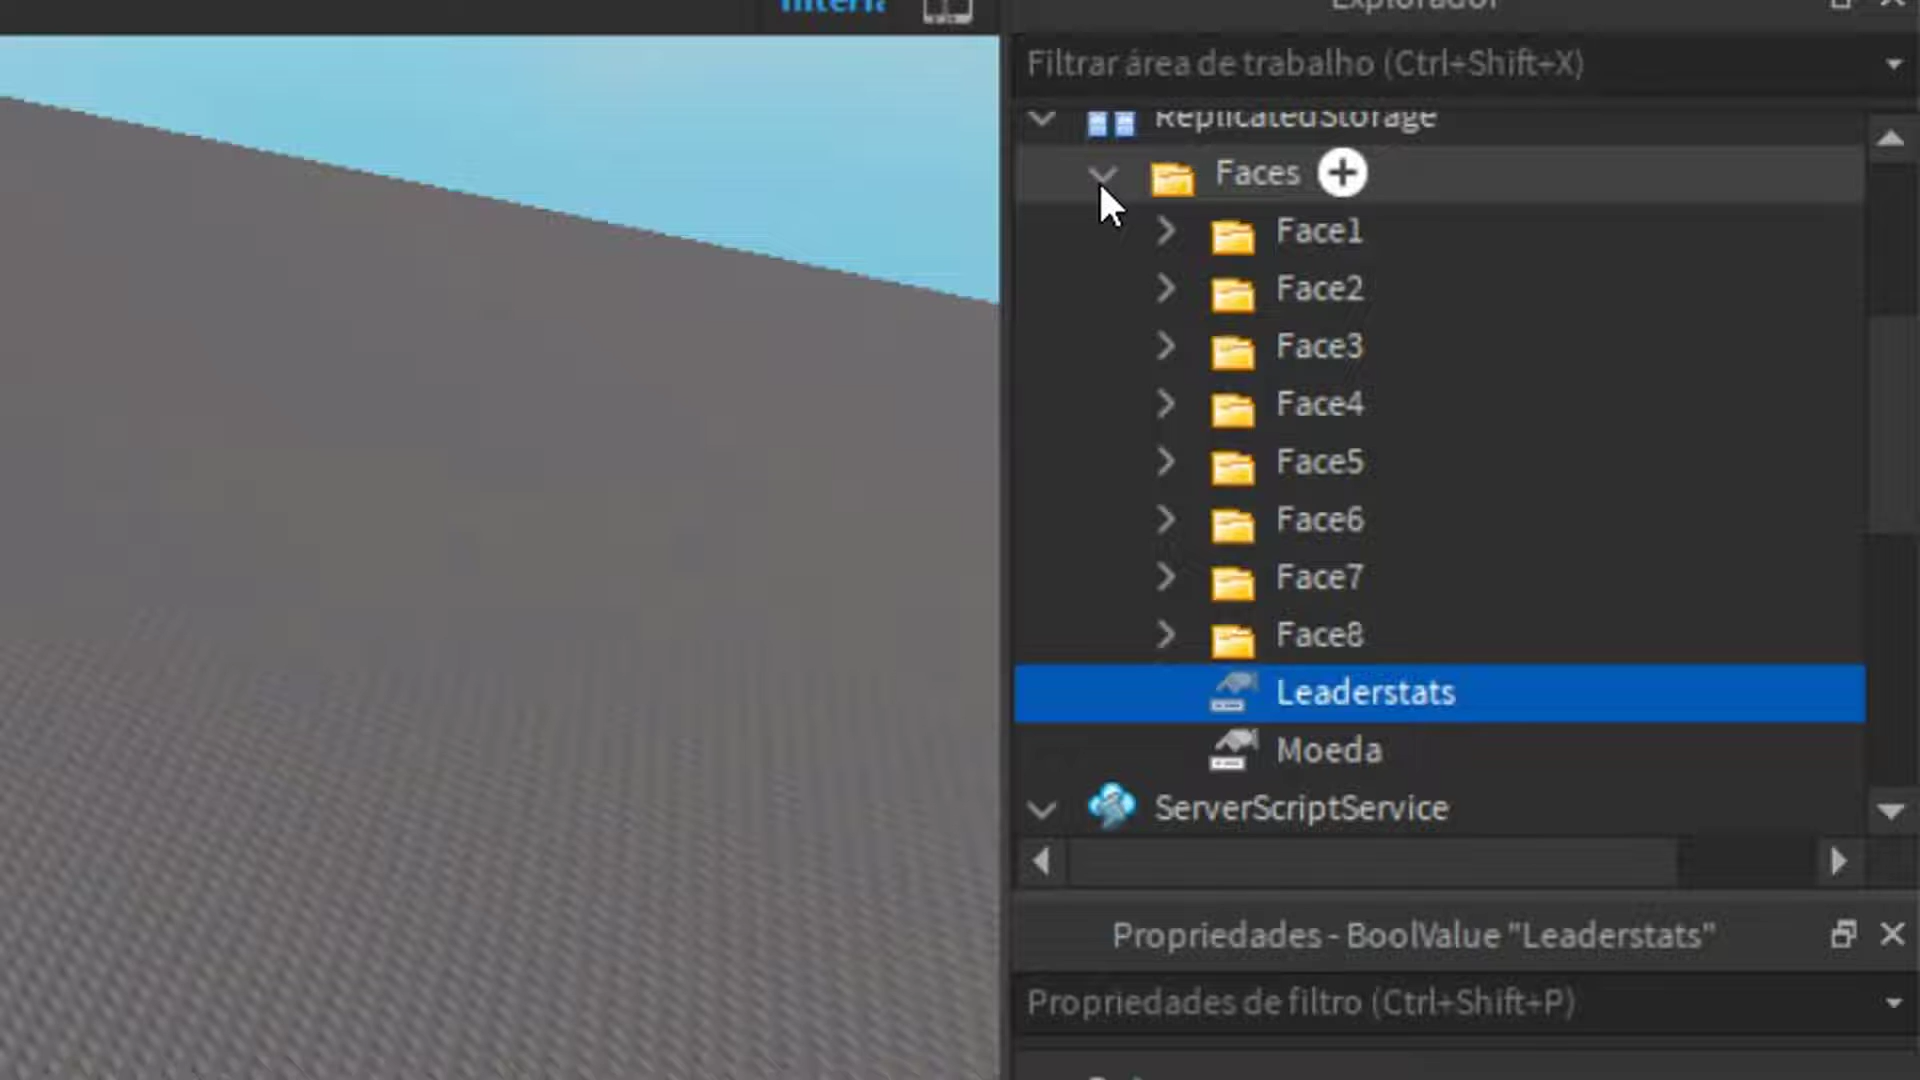 Explorador
Filtrar área de trabalho (Ctrl+Shift+X)
ReplicatedStorage
Faces
Face1
Face2
Face3
Face4
Face5
Face6
Face7
Face8
Leaderstats
Moeda
ServerScriptService
Propriedades - BoolValue "Leaderstats"
Propriedades de filtro (Ctrl+Shift+P)